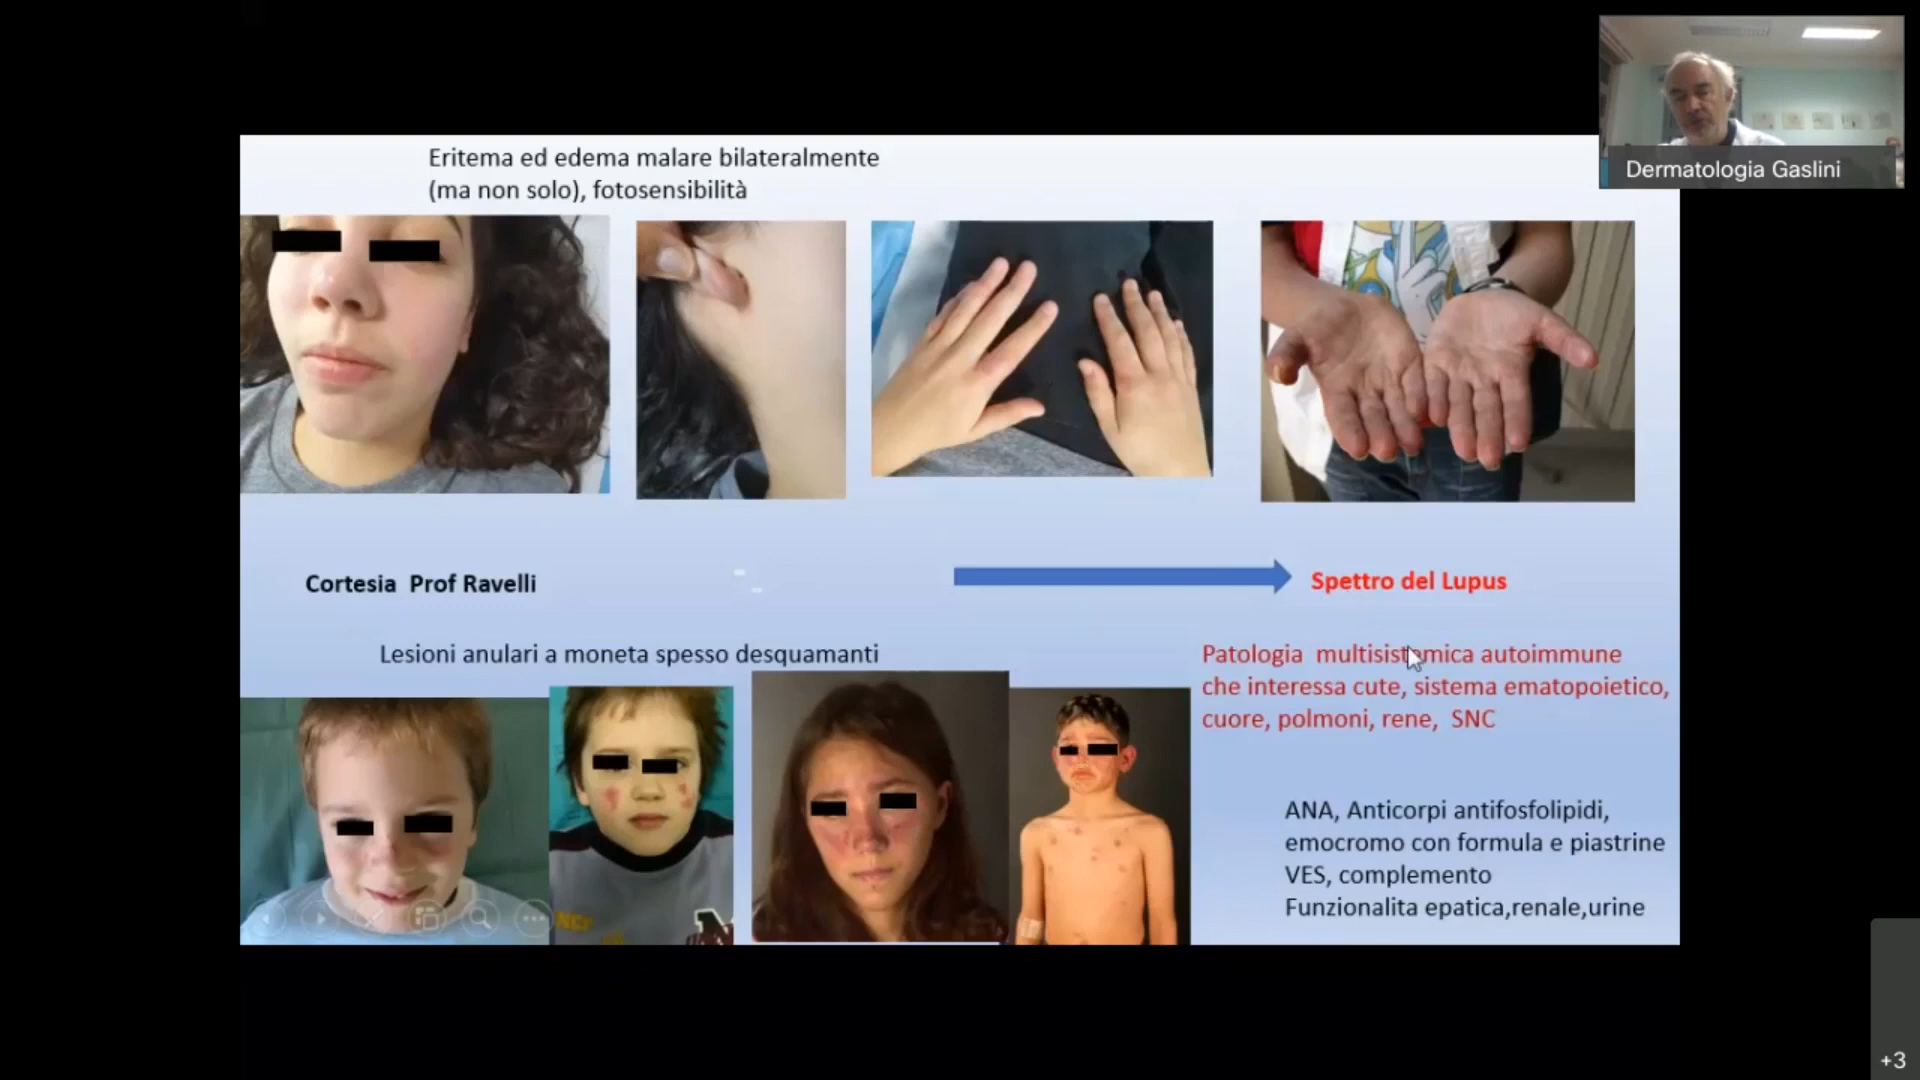 Dermatologia Gaslini
Eritema ed edema malare bilateralmente
(ma non solo), fotosensibilità
Cortesia Prof Ravelli
Spettro del Lupus
Lesioni anulari a moneta spesso desquamanti
Patologia multisistemica autoimmune
che interessa cute, sistema ematopoietico,
cuore, polmoni, rene, SNC
ANA, Anticorpi antifosfolipidi,
emocromo con formula e piastrine
VES, complemento
Funzionalita epatica,renale,urine
+3